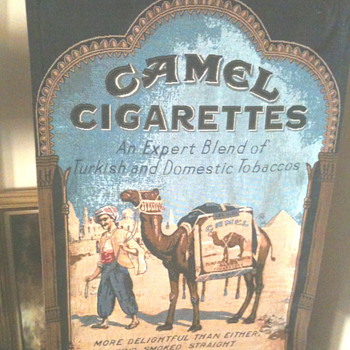 CAMEL
CIGARETTES
An Expert Blend of
Turkish and Domestic Tobaccos
CAMEL
MORE DELIGHTFUL THAN EITHER
SMOKED STRAIGHT